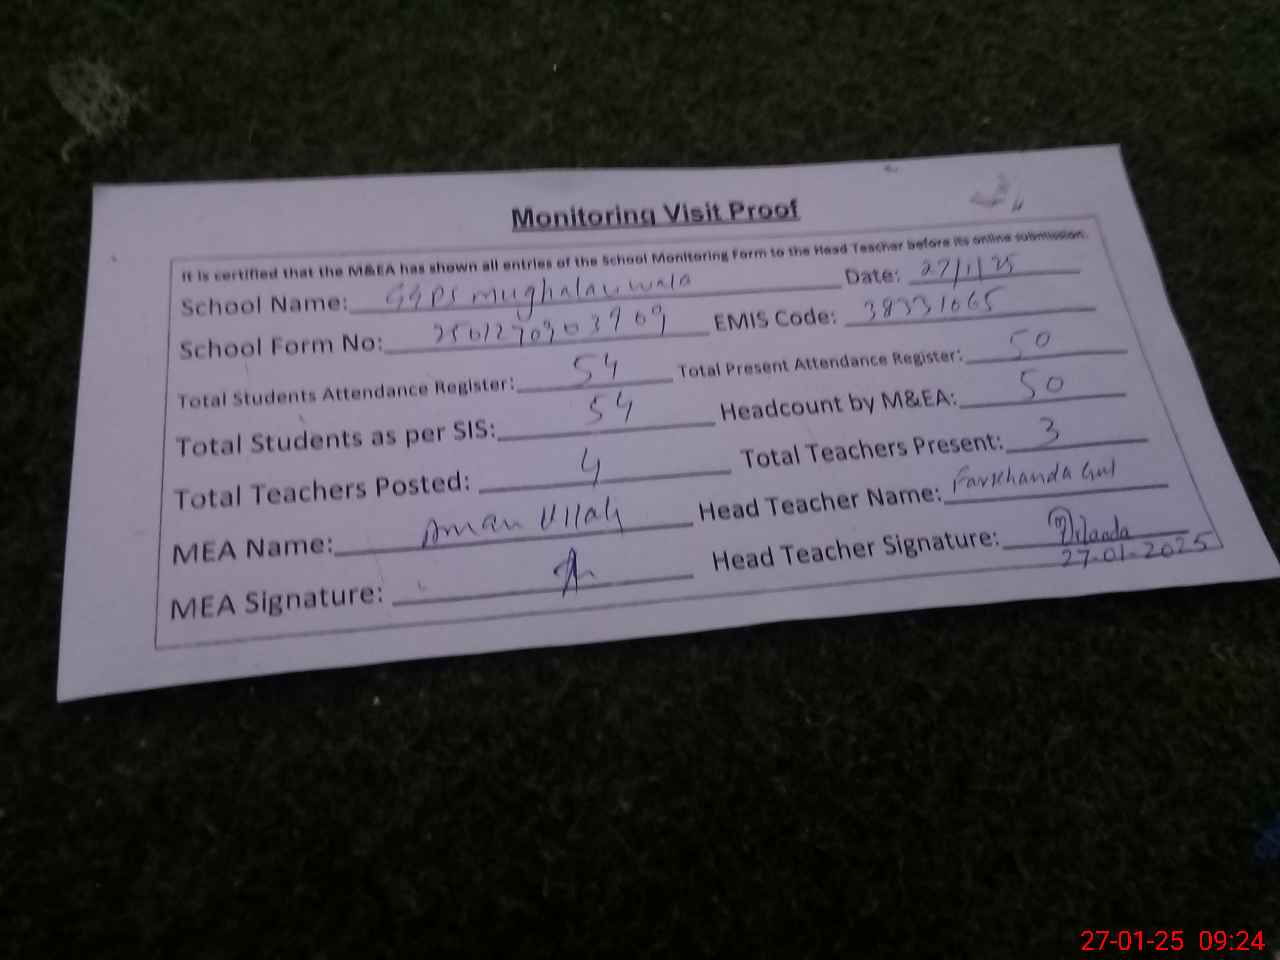 Monitoring Visit Proof
It is certified that the M&EA has shown all entries of the School Monitoring Form to the Head Teacher before its online submission.
School Name: GGPS Mughalanwala Date: 27/1/25
School Form No: 250127093909 EMIS Code: 38331065
Total Students Attendance Register: 54 Total Present Attendance Register: 50
Total Students as per SIS: 54 Headcount by M&EA: 50
Total Teachers Posted: 4 Total Teachers Present: 3
MEA Name: Aman Ullah Head Teacher Name: Farkhanda Gul
MEA Signature: Head Teacher Signature:
27-01-2025
27-01-25 09:24